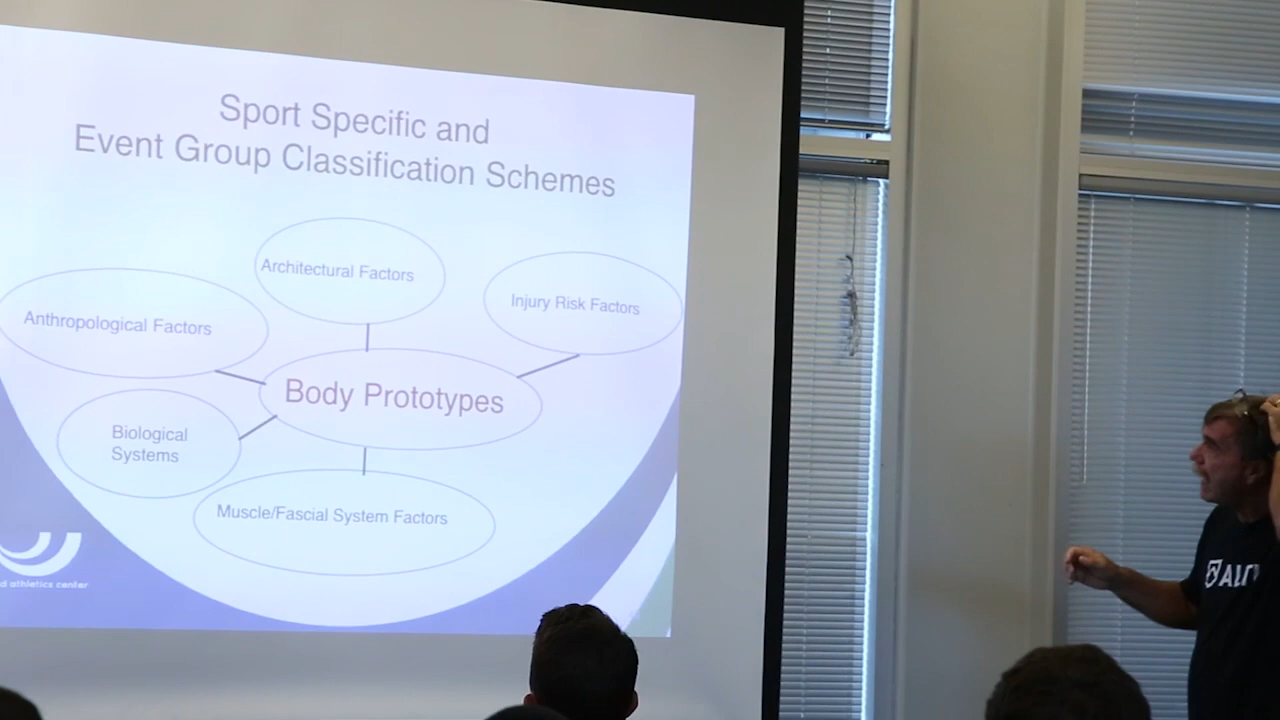 Sport Specific and
Event Group Classification Schemes
Architectural Factors
Injury Risk Factors
Anthropological Factors
Body Prototypes
Biological
Systems
Muscle/Fascial System Factors
athletics center